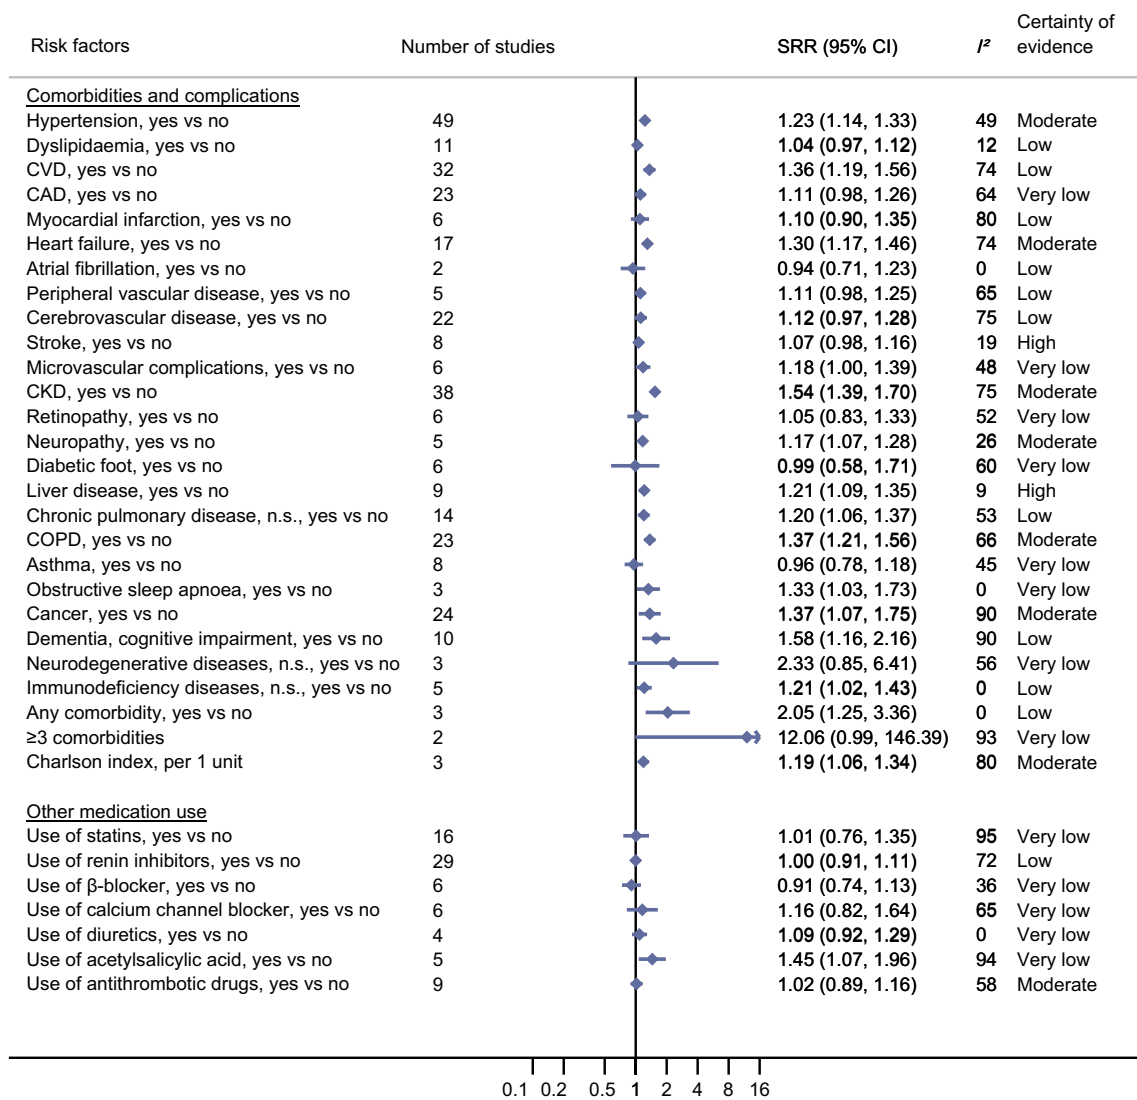 Risk factors Number of studies SRR (95% CI) I² Certainty of evidence
Comorbidities and complications
Hypertension, yes vs no 49 1.23 (1.14, 1.33) 49 Moderate
Dyslipidaemia, yes vs no 11 1.04 (0.97, 1.12) 12 Low
CVD, yes vs no 32 1.36 (1.19, 1.56) 74 Low
CAD, yes vs no 23 1.11 (0.98, 1.26) 64 Very low
Myocardial infarction, yes vs no 6 1.10 (0.90, 1.35) 80 Low
Heart failure, yes vs no 17 1.30 (1.17, 1.46) 74 Moderate
Atrial fibrillation, yes vs no 2 0.94 (0.71, 1.23) 0 Low
Peripheral vascular disease, yes vs no 5 1.11 (0.98, 1.25) 65 Low
Cerebrovascular disease, yes vs no 22 1.12 (0.97, 1.28) 75 Low
Stroke, yes vs no 8 1.07 (0.98, 1.16) 19 High
Microvascular complications, yes vs no 6 1.18 (1.00, 1.39) 48 Very low
CKD, yes vs no 38 1.54 (1.39, 1.70) 75 Moderate
Retinopathy, yes vs no 6 1.05 (0.83, 1.33) 52 Very low
Neuropathy, yes vs no 5 1.17 (1.07, 1.28) 26 Moderate
Diabetic foot, yes vs no 6 0.99 (0.58, 1.71) 60 Very low
Liver disease, yes vs no 9 1.21 (1.09, 1.35) 9 High
Chronic pulmonary disease, n.s., yes vs no 14 1.20 (1.06, 1.37) 53 Low
COPD, yes vs no 23 1.37 (1.21, 1.56) 66 Moderate
Asthma, yes vs no 8 0.96 (0.78, 1.18) 45 Very low
Obstructive sleep apnoea, yes vs no 3 1.33 (1.03, 1.73) 0 Very low
Cancer, yes vs no 24 1.37 (1.07, 1.75) 90 Moderate
Dementia, cognitive impairment, yes vs no 10 1.58 (1.16, 2.16) 90 Low
Neurodegenerative diseases, n.s., yes vs no 3 2.33 (0.85, 6.41) 56 Very low
Immunodeficiency diseases, n.s., yes vs no 5 1.21 (1.02, 1.43) 0 Low
Any comorbidity, yes vs no 3 2.05 (1.25, 3.36) 0 Low
≥3 comorbidities 2 12.06 (0.99, 146.39) 93 Very low
Charlson index, per 1 unit 3 1.19 (1.06, 1.34) 80 Moderate
Other medication use
Use of statins, yes vs no 16 1.01 (0.76, 1.35) 95 Very low
Use of renin inhibitors, yes vs no 29 1.00 (0.91, 1.11) 72 Low
Use of β-blocker, yes vs no 6 0.91 (0.74, 1.13) 36 Very low
Use of calcium channel blocker, yes vs no 6 1.16 (0.82, 1.64) 65 Very low
Use of diuretics, yes vs no 4 1.09 (0.92, 1.29) 0 Very low
Use of acetylsalicylic acid, yes vs no 5 1.45 (1.07, 1.96) 94 Very low
Use of antithrombotic drugs, yes vs no 9 1.02 (0.89, 1.16) 58 Moderate
0.1 0.2 0.5 1 2 4 8 16